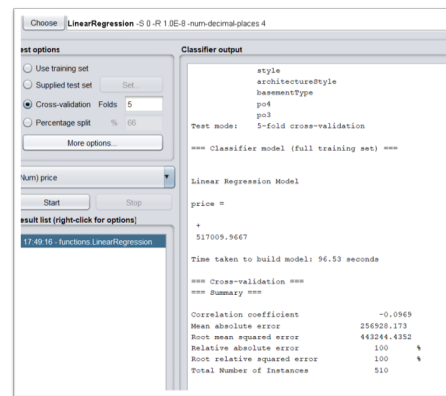 Choose LinearRegression -S 0 -R 1.0E-8 -num-decimal-places 4
est options
Use training set
Supplied test set Set...
Cross-validation Folds 5
Percentage split % 66
More options...
Num) price
Start Stop
esult list (right-click for options)
17:49:16 - functions.LinearRegression
Classifier output
style
architectureStyle
basementType
po4
po3
Test mode: 5-fold cross-validation
=== Classifier model (full training set) ===
Linear Regression Model
price =
+
517009.9667
Time taken to build model: 96.53 seconds
=== Cross-validation ===
=== Summary ===
Correlation coefficient -0.0969
Mean absolute error 256928.173
Root mean squared error 443244.4352
Relative absolute error 100 %
Root relative squared error 100 %
Total Number of Instances 510